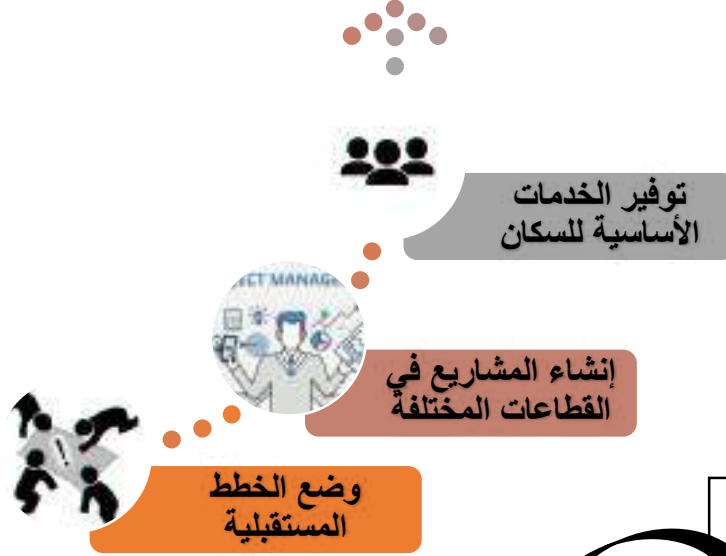 توفير الخدمات
الأساسية للسكان
إنشاء المشاريع في
القطاعات المختلفة
وضع الخطط
المستقبلية